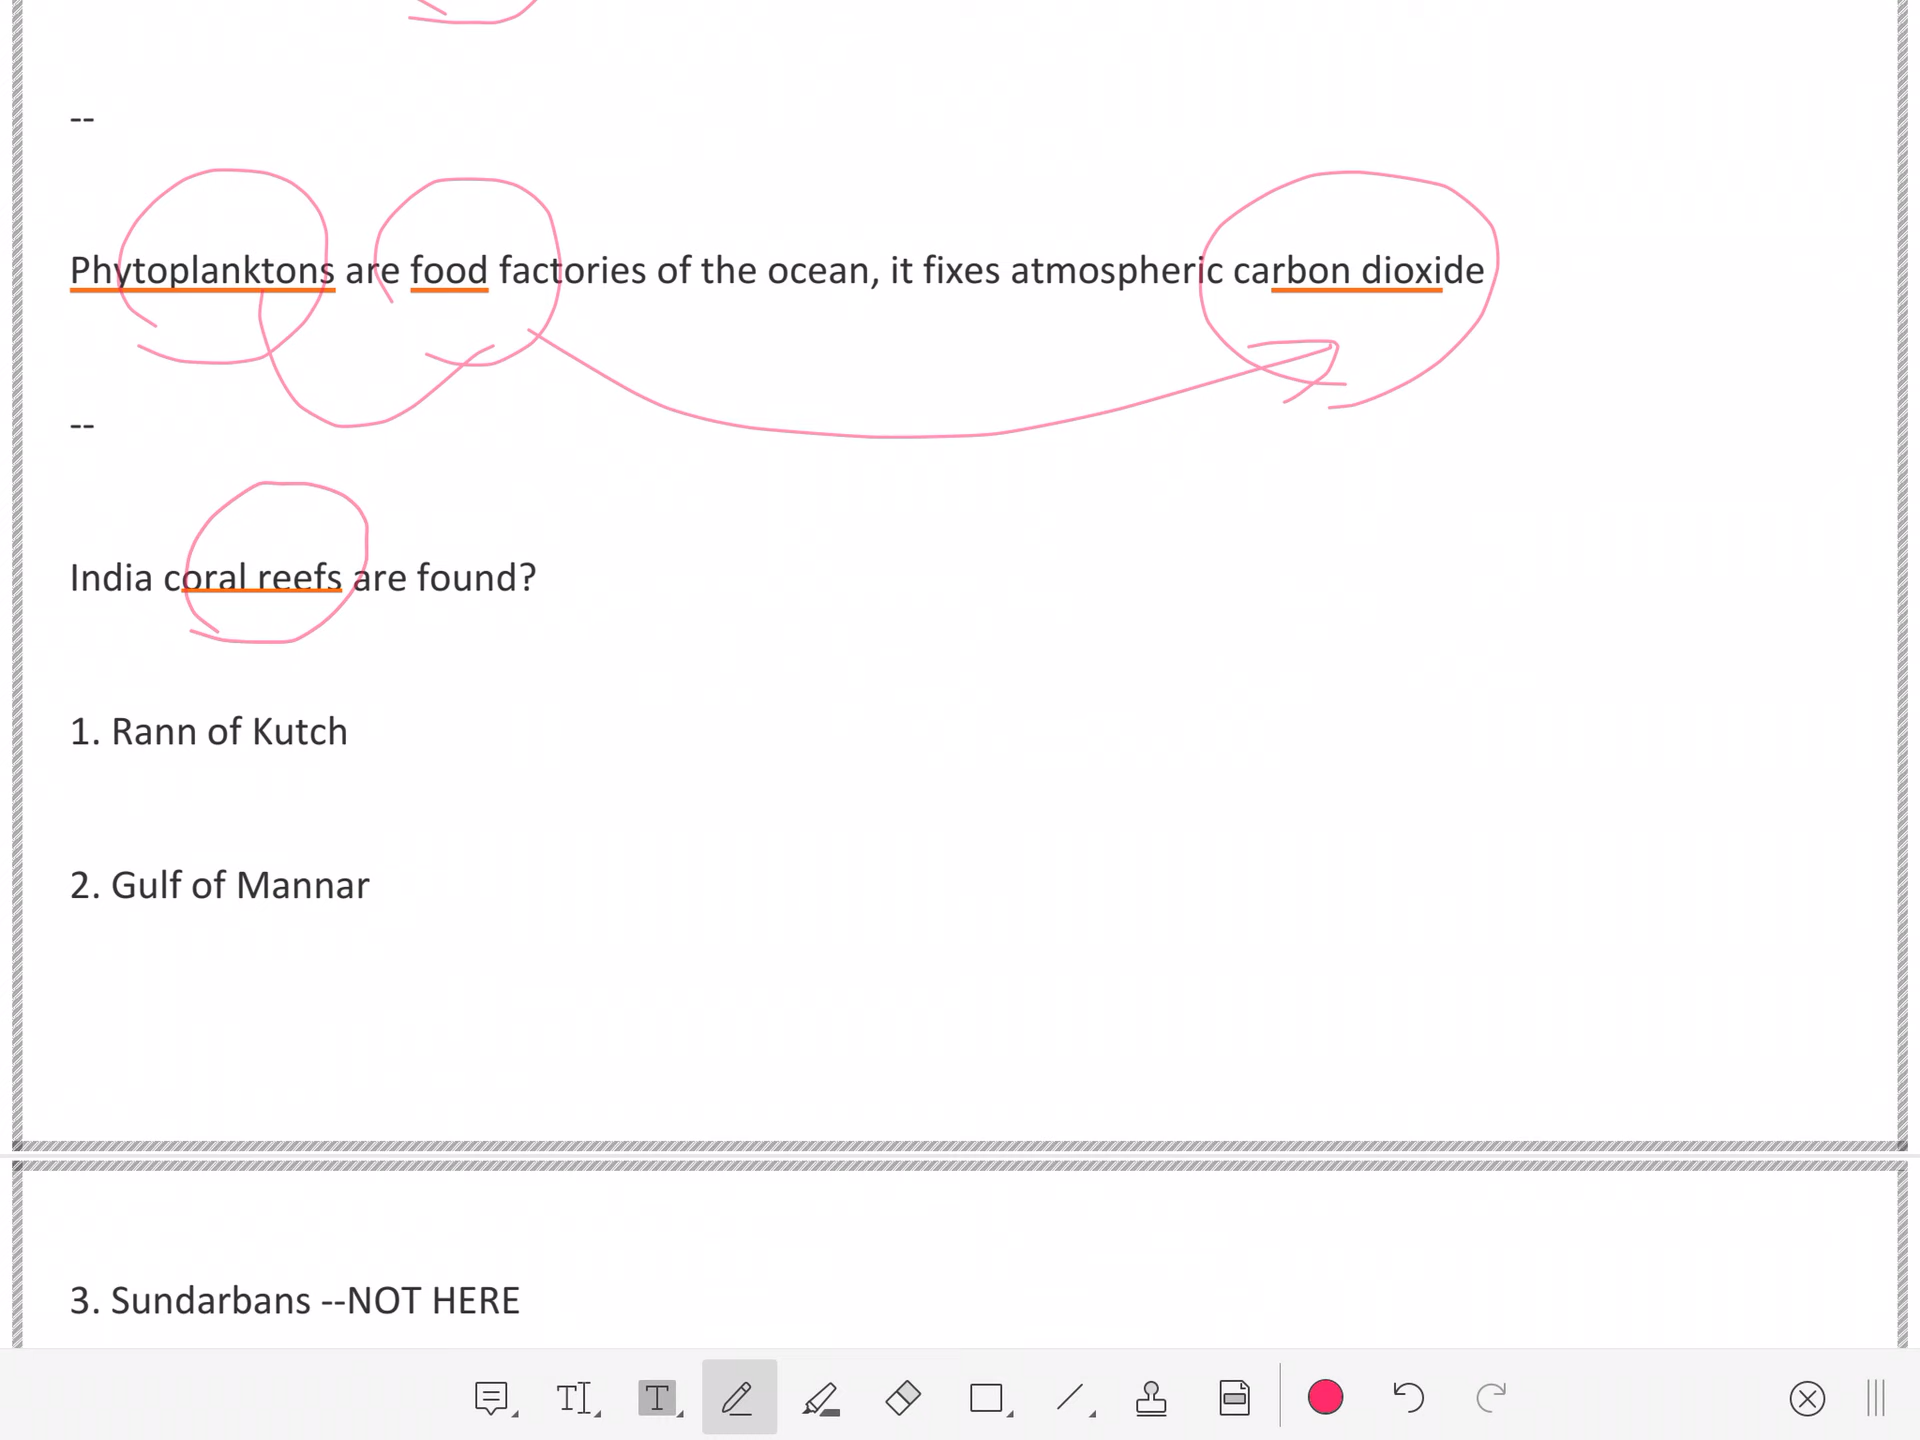 --
Phytoplanktons are food factories of the ocean, it fixes atmospheric carbon dioxide
--
India coral reefs are found?
1. Rann of Kutch
2. Gulf of Mannar
3. Sundarbans --NOT HERE